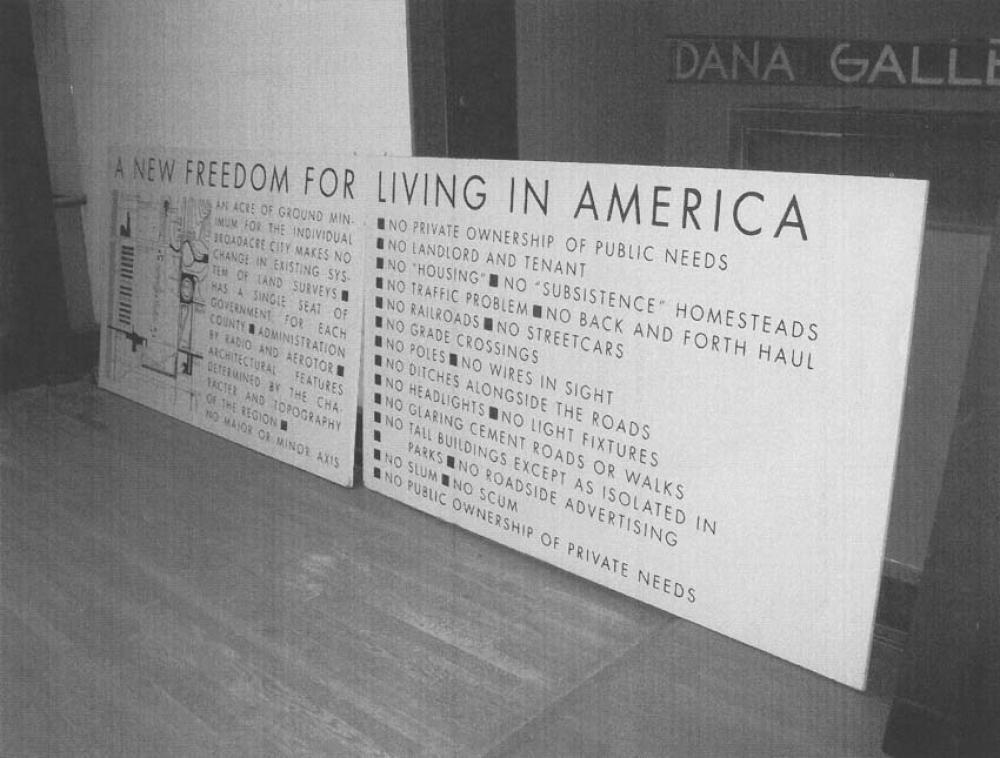 DANA GALLE
A NEW FREEDOM FOR LIVING IN AMERICA
AN ACRE OF GROUND MIN-
IMUM FOR THE INDIVIDUAL
BROADACRE CITY MAKES NO
CHANGE IN EXISTING SYS-
TEM OF LAND SURVEYS ■
HAS A SINGLE SEAT OF
GOVERNMENT FOR EACH
COUNTY ■ ADMINISTRATION
BY RADIO AND AEROTOR ■
ARCHITECTURAL FEATURES
DETERMINED BY THE CHA-
RACTER AND TOPOGRAPHY
OF THE REGION ■
NO MAJOR OR MINOR AXIS
■ NO PRIVATE OWNERSHIP OF PUBLIC NEEDS
■ NO LANDLORD AND TENANT
■ NO "HOUSING" ■ NO "SUBSISTENCE" HOMESTEADS
■ NO TRAFFIC PROBLEM ■ NO BACK AND FORTH HAUL
■ NO RAILROADS ■ NO STREETCARS
■ NO GRADE CROSSINGS
■ NO POLES ■ NO WIRES IN SIGHT
■ NO DITCHES ALONGSIDE THE ROADS
■ NO HEADLIGHTS ■ NO LIGHT FIXTURES
■ NO GLARING CEMENT ROADS OR WALKS
■ NO TALL BUILDINGS EXCEPT AS ISOLATED IN
■ PARKS ■ NO ROADSIDE ADVERTISING
■ NO SLUM ■ NO SCUM
■ NO PUBLIC OWNERSHIP OF PRIVATE NEEDS